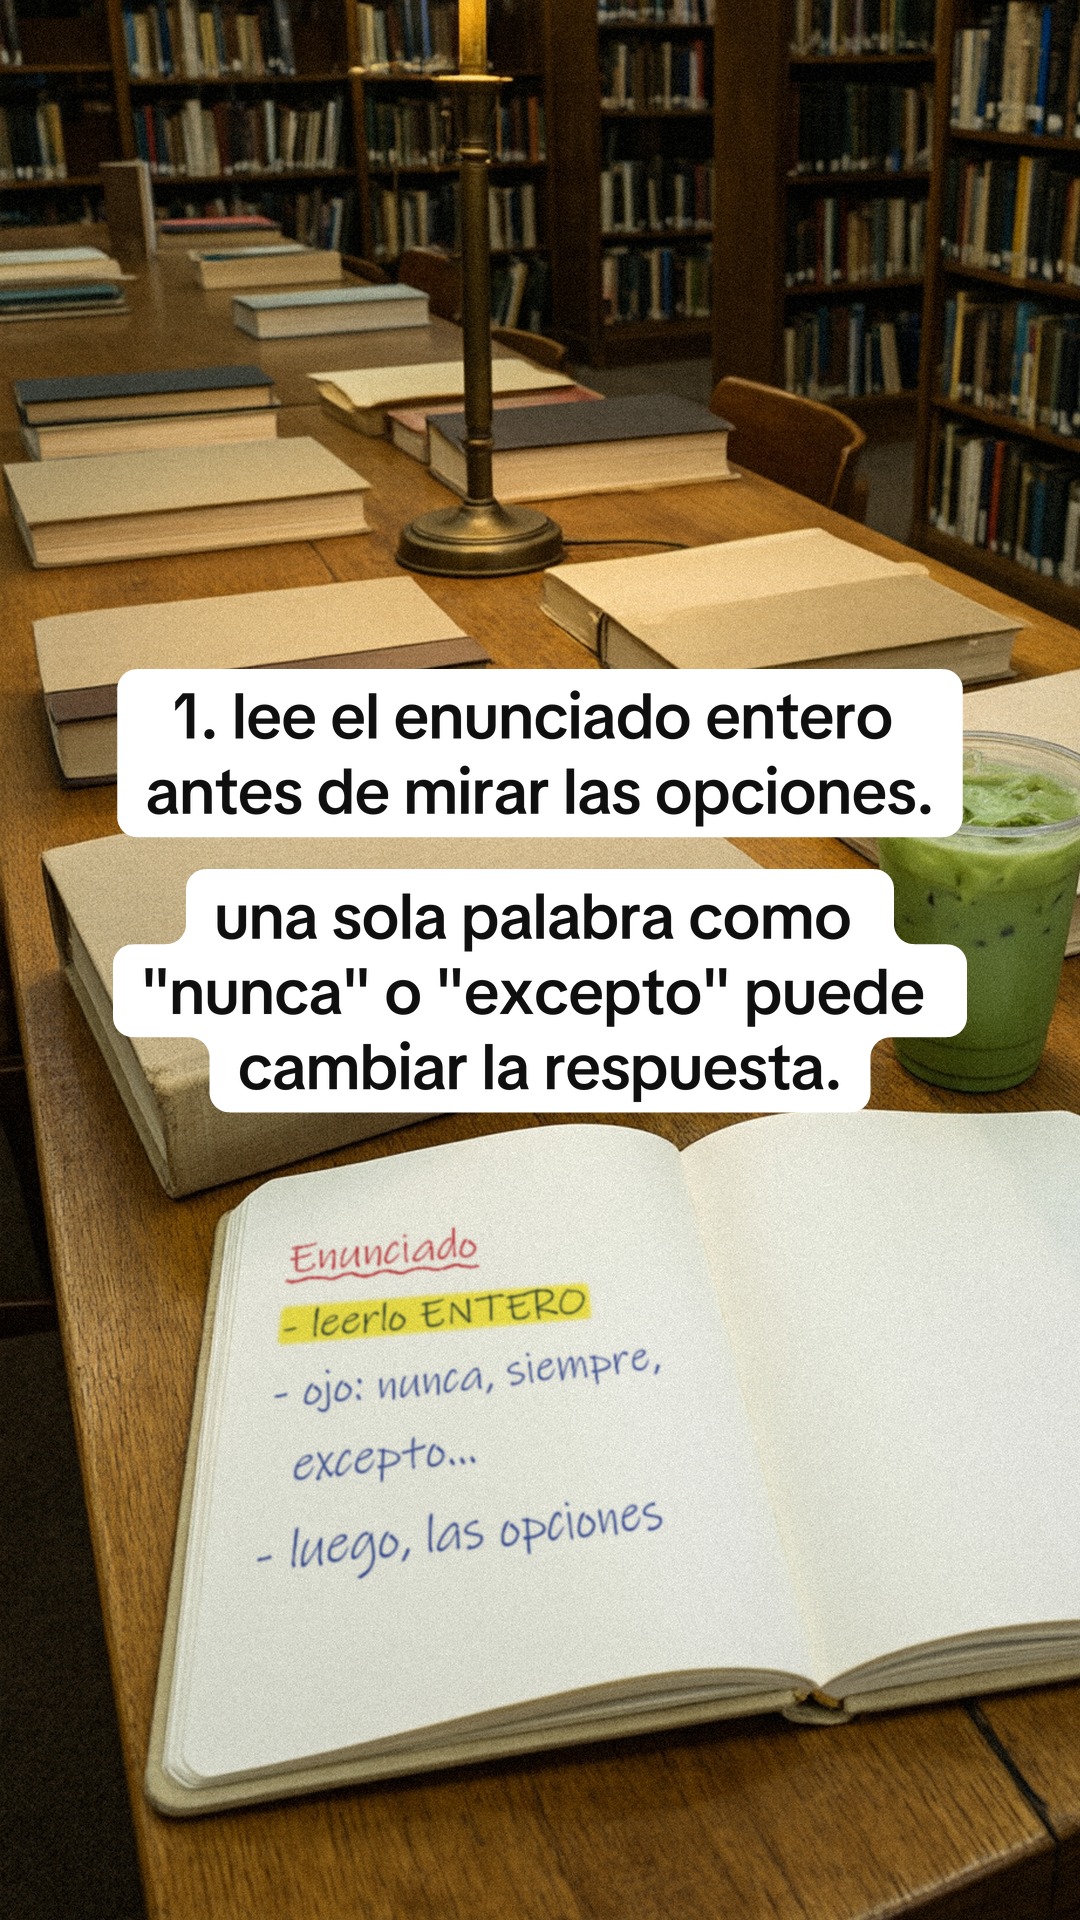 1. lee el enunciado entero
antes de mirar las opciones.
una sola palabra como
"nunca" o "excepto" puede
cambiar la respuesta.
Enunciado
- leerlo ENTERO
- ojo: nunca, siempre,
excepto...
- luego, las opciones